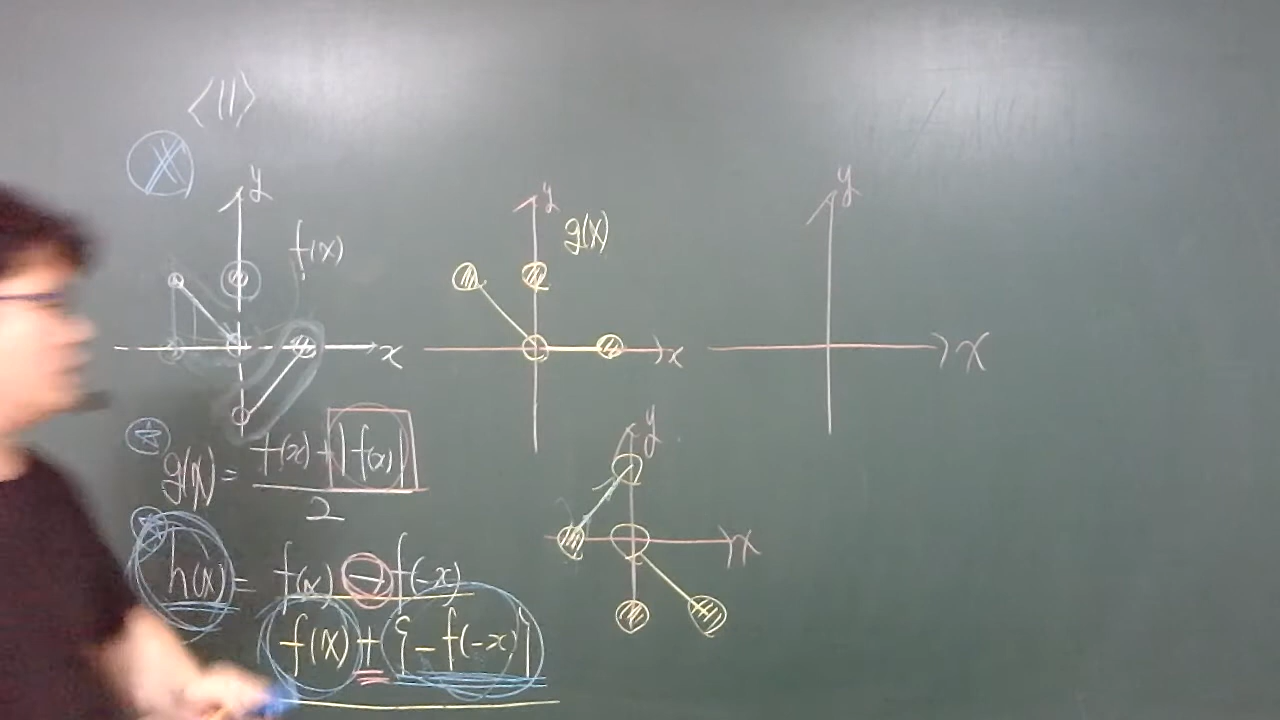 <11>
y f(x) x
y g(x) x
y x
g(x) = f(x)+|f(x)| / 2
y x
h(x) = f(x) - f(-x)
f(x) + {-f(-x)}